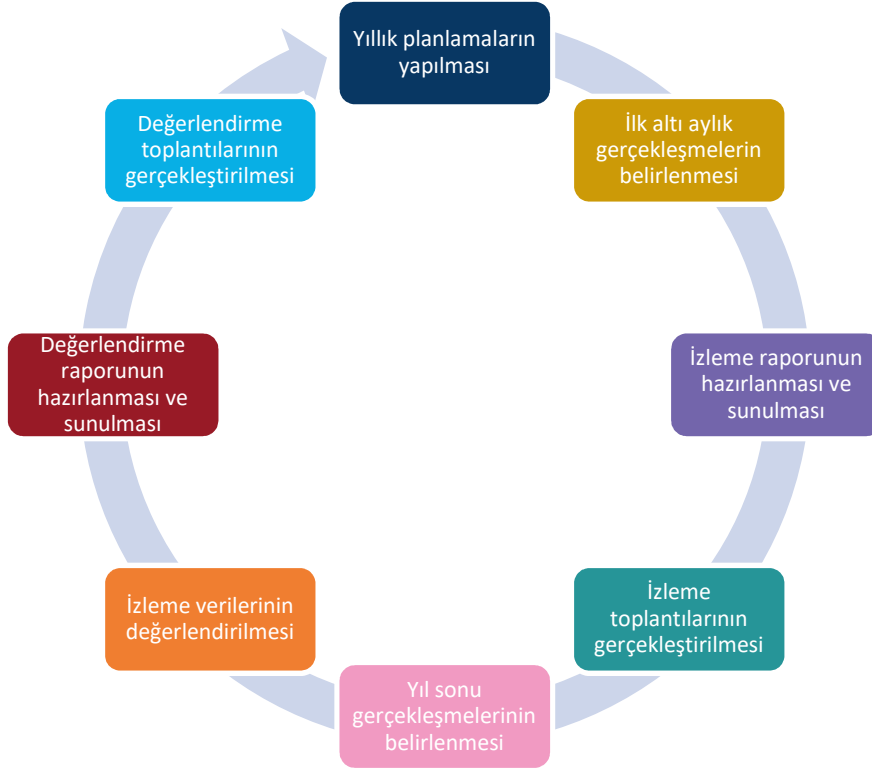 Yıllık planlamaların
yapılması
İlk altı aylık
gerçekleşmelerin
belirlenmesi
İzleme raporunun
hazırlanması ve
sunulması
İzleme
toplantılarının
gerçekleştirilmesi
Yıl sonu
gerçekleşmelerinin
belirlenmesi
İzleme verilerinin
değerlendirilmesi
Değerlendirme
raporunun
hazırlanması ve
sunulması
Değerlendirme
toplantılarının
gerçekleştirilmesi